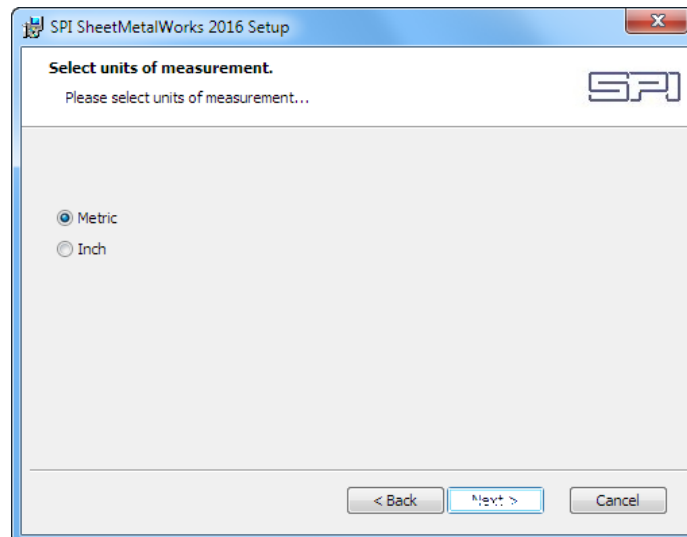 SPI SheetMetalWorks 2016 Setup
Select units of measurement.
Please select units of measurement...
SPI
Metric
Inch
< Back
Next >
Cancel